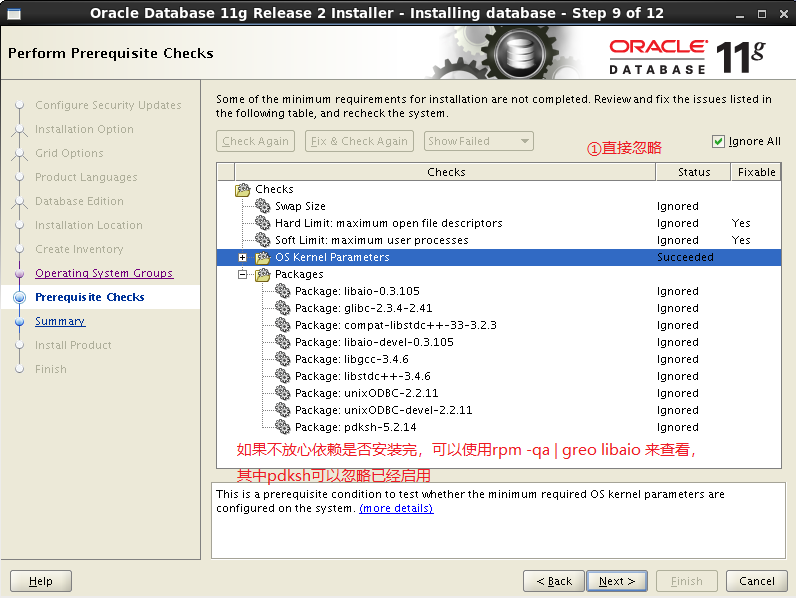 Oracle Database 11g Release 2 Installer - Installing database - Step 9 of 12
Perform Prerequisite Checks
ORACLE 11g
DATABASE
Configure Security Updates
Installation Option
Grid Options
Product Languages
Database Edition
Installation Location
Create Inventory
Operating System Groups
Prerequisite Checks
Summary
Install Product
Finish
Some of the minimum requirements for installation are not completed. Review and fix the issues listed in
the following table, and recheck the system.
Check Again Fix & Check Again Show Failed ①直接忽略 Ignore All
Checks Status Fixable
Checks
Swap Size Ignored
Hard Limit: maximum open file descriptors Ignored Yes
Soft Limit: maximum user processes Ignored Yes
OS Kernel Parameters Succeeded
Packages
Package: libaio-0.3.105 Ignored
Package: glibc-2.3.4-2.41 Ignored
Package: compat-libstdc++-33-3.2.3 Ignored
Package: libaio-devel-0.3.105 Ignored
Package: libgcc-3.4.6 Ignored
Package: libstdc++-3.4.6 Ignored
Package: unixODBC-2.2.11 Ignored
Package: unixODBC-devel-2.2.11 Ignored
Package: pdksh-5.2.14 Ignored
如果不放心依赖是否安装完，可以使用rpm -qa | greo libaio 来查看，
其中pdksh可以忽略已经启用
This is a prerequisite condition to test whether the minimum required OS kernel parameters are
configured on the system. (more details)
Help < Back Next > Finish Cancel